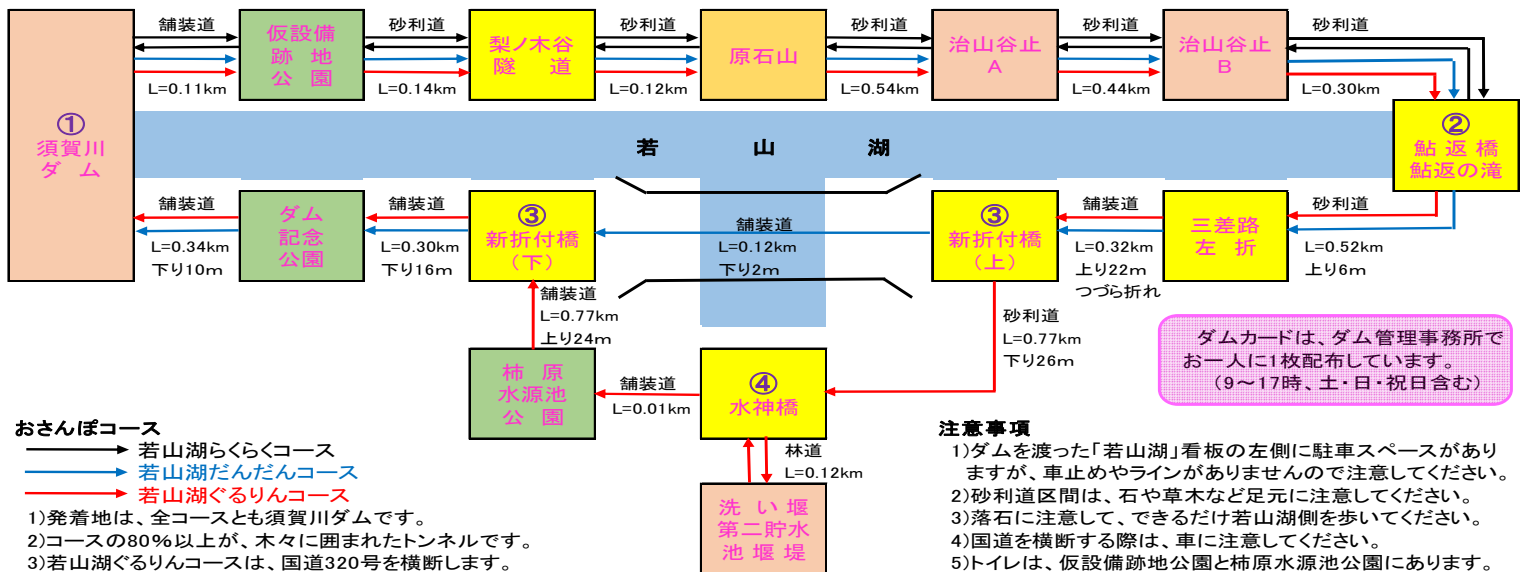 舗装道
砂利道
砂利道
砂利道
砂利道
砂利道
仮設備
跡地
公園
梨ノ木谷
隧道
原石山
治山谷止
A
治山谷止
B
L=0.11km
L=0.14km
L=0.12km
L=0.54km
L=0.44km
L=0.30km
①
須賀川
ダム
若山湖
②
鮎返橋
鮎返の滝
舗装道
L=0.34km
下り10m
ダム
記念
公園
舗装道
L=0.30km
下り16m
③
新折付橋
(下)
舗装道
L=0.12km
下り2m
③
新折付橋
(上)
舗装道
L=0.32km
上り22m
つづら折れ
三差路
左折
砂利道
L=0.52km
上り6m
舗装道
L=0.77km
上り24m
砂利道
L=0.77km
下り26m
柿原
水源池
公園
舗装道
L=0.01km
④
水神橋
林道
L=0.12km
洗い堰
第二貯水
池堰堤
ダムカードは、ダム管理事務所で
お一人に1枚配布しています。
(9~17時、土・日・祝日含む)
おさんぽコース
若山湖らくらくコース
若山湖だんだんコース
若山湖ぐるりんコース
1)発着地は、全コースとも須賀川ダムです。
2)コースの80%以上が、木々に囲まれたトンネルです。
3)若山湖ぐるりんコースは、国道320号を横断します。
注意事項
1)ダムを渡った「若山湖」看板の左側に駐車スペースがあり
ますが、車止めやラインがありませんので注意してください。
2)砂利道区間は、石や草木など足元に注意してください。
3)落石に注意して、できるだけ若山湖側を歩いてください。
4)国道を横断する際は、車に注意してください。
5)トイレは、仮設備跡地公園と柿原水源池公園にあります。